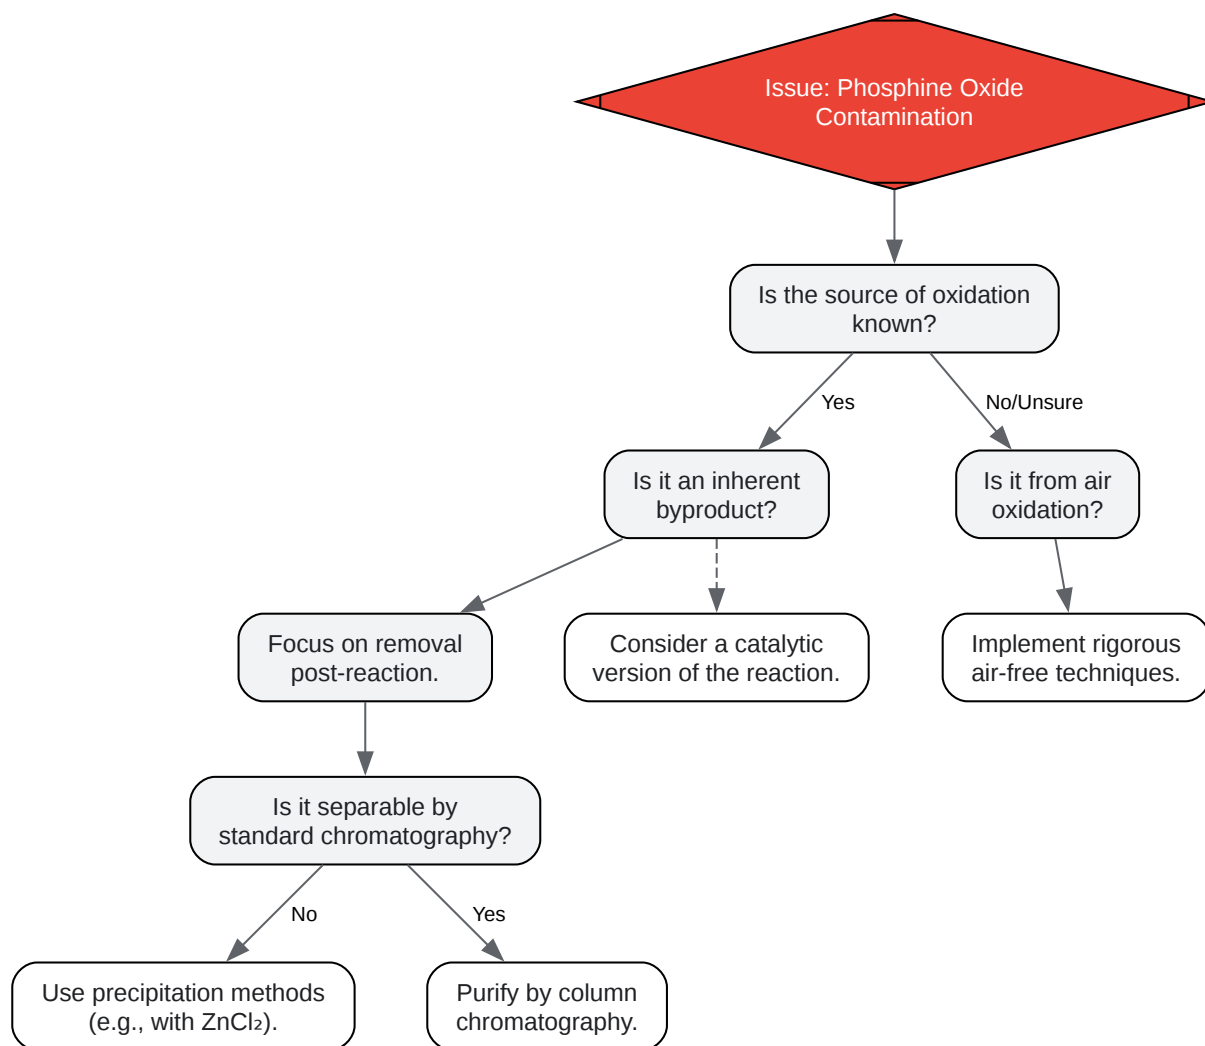 Issue: Phosphine Oxide
Contamination
Is the source of oxidation
known?
Yes
No/Unsure
Is it an inherent
byproduct?
Is it from air
oxidation?
Focus on removal
post-reaction.
Consider a catalytic
version of the reaction.
Implement rigorous
air-free techniques.
Is it separable by
standard chromatography?
No
Yes
Use precipitation methods
(e.g., with ZnCl₂).
Purify by column
chromatography.